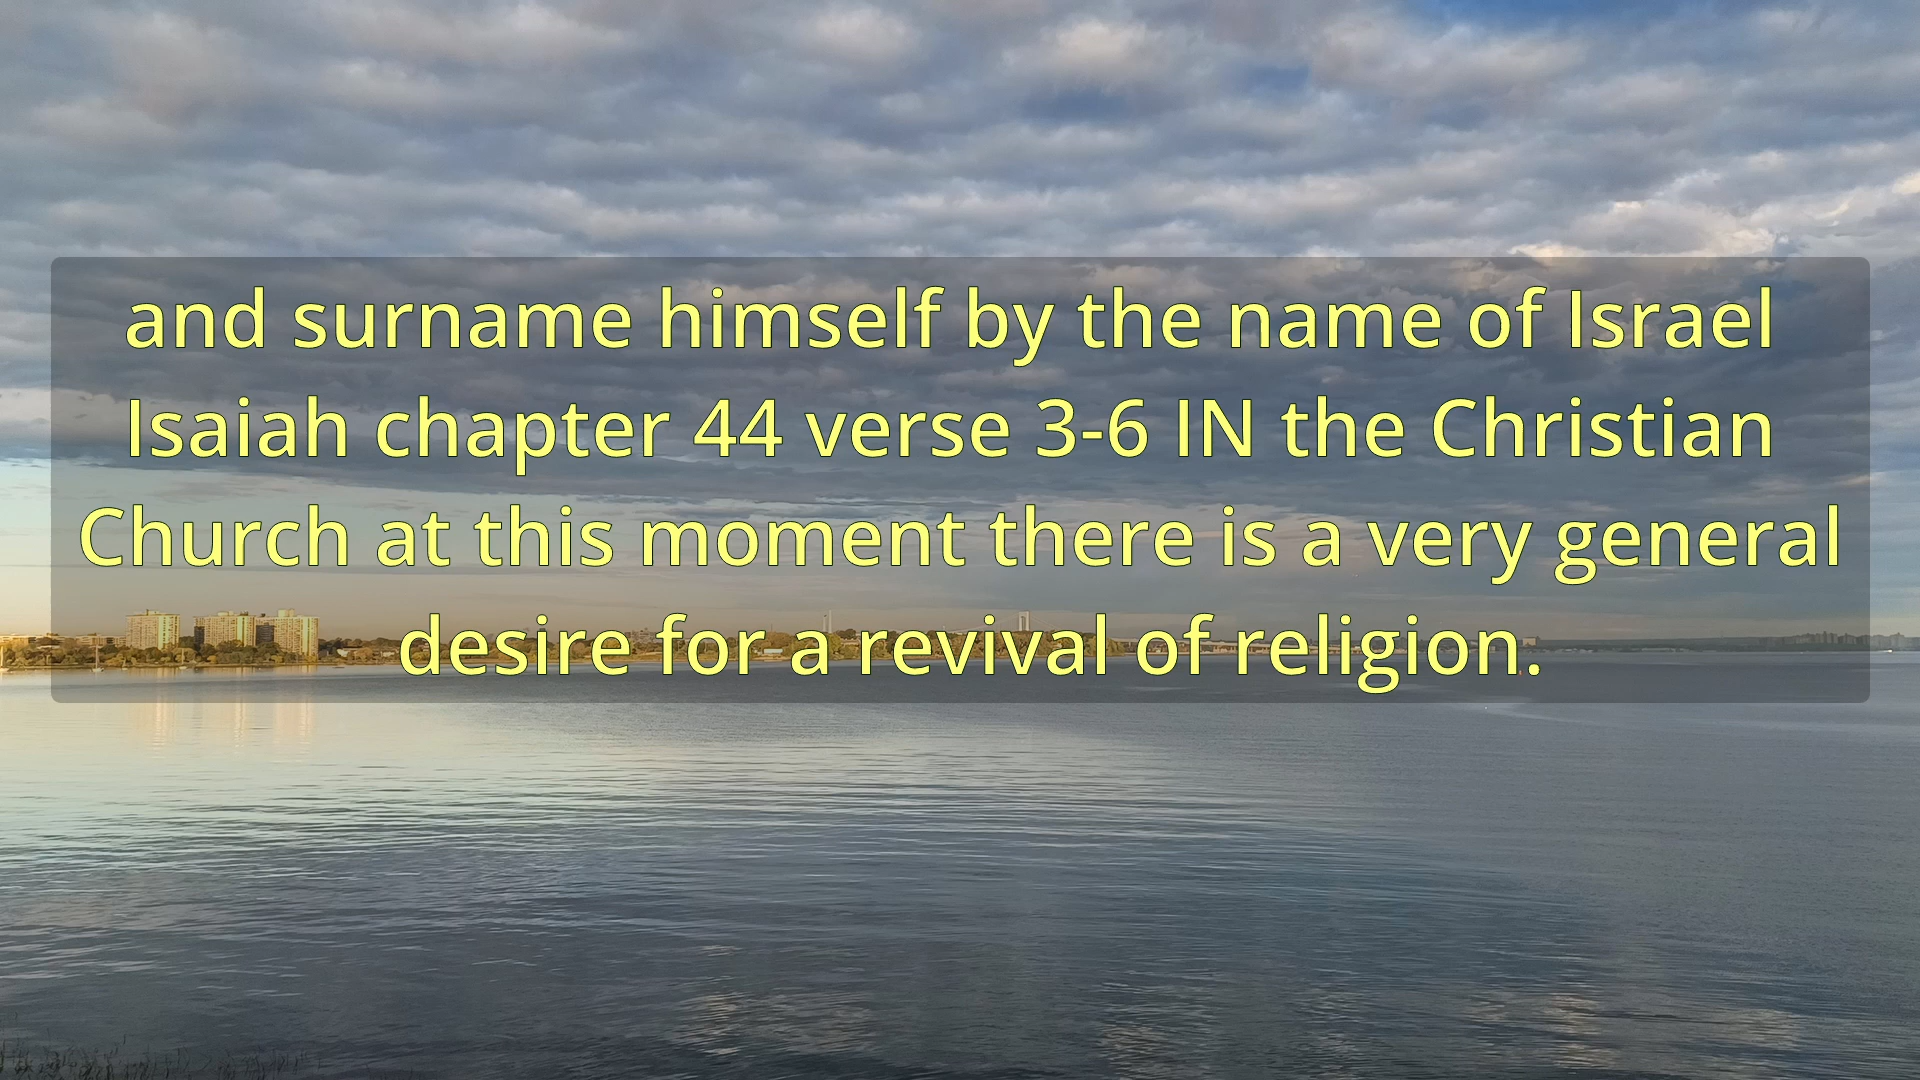 and surname himself by the name of Israel
Isaiah chapter 44 verse 3-6 IN the Christian
Church at this moment there is a very general
desire for a revival of religion.